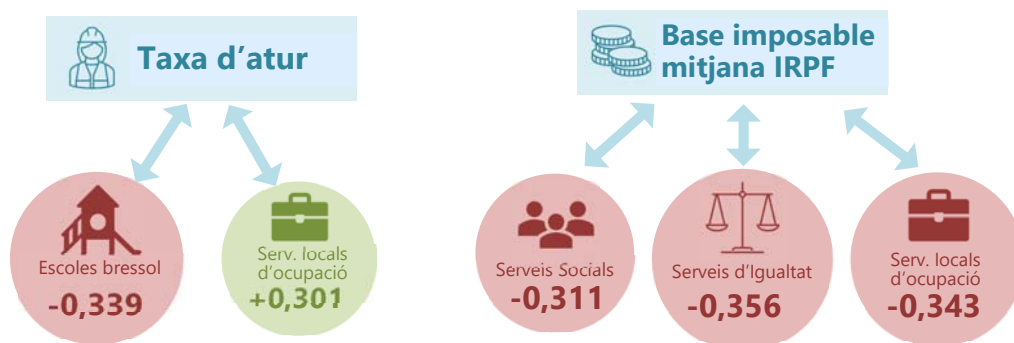 Taxa d’atur
Base imposable
mitjana IRPF
Escoles bressol
-0,339
Serv. locals
d’ocupació
+0,301
Serveis Socials
-0,311
Serveis d’Igualtat
-0,356
Serv. locals
d’ocupació
-0,343